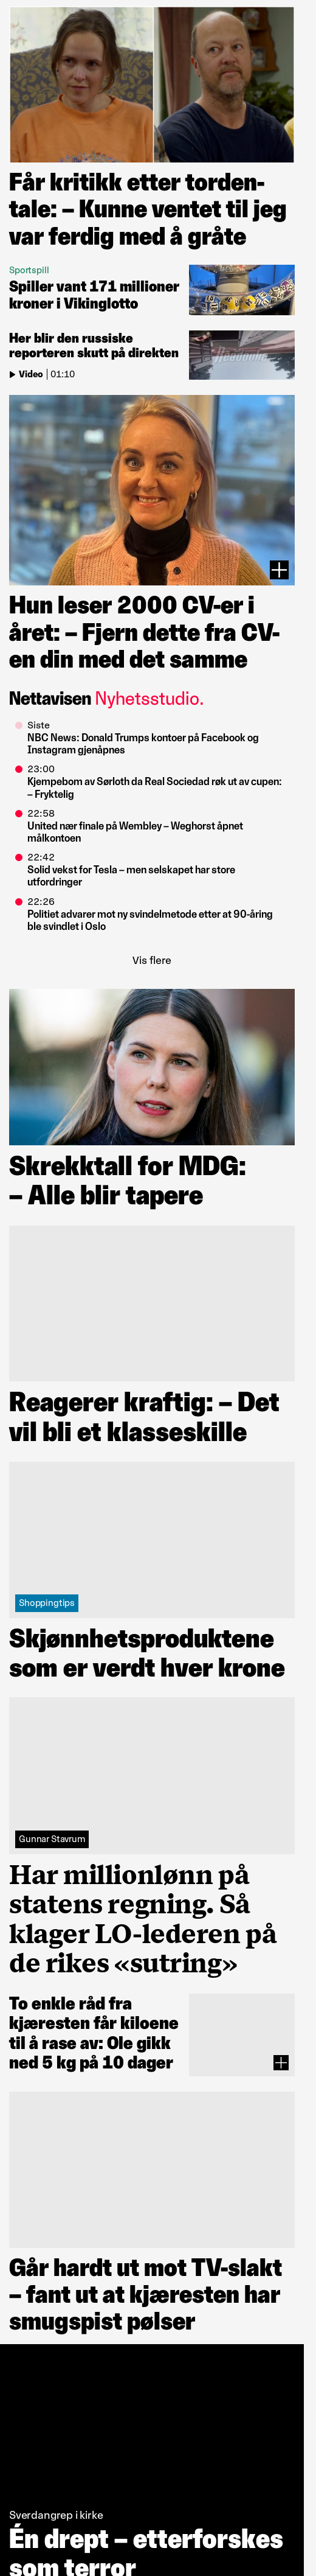 Får kritikk etter torden-
tale: – Kunne ventet til jeg
var ferdig med å gråte
Sportspill
Spiller vant 171 millioner
kroner i Vikinglotto
Her blir den russiske
reporteren skutt på direkten
Video | 01:10
Hun leser 2000 CV-er i
året: – Fjern dette fra CV-
en din med det samme
Nettavisen Nyhetsstudio.
Siste
NBC News: Donald Trumps kontoer på Facebook og
Instagram gjenåpnes
23:00
Kjempebom av Sørloth da Real Sociedad røk ut av cupen:
– Fryktelig
22:58
United nær finale på Wembley – Weghorst åpnet
målkontoen
22:42
Solid vekst for Tesla – men selskapet har store
utfordringer
22:26
Politiet advarer mot ny svindelmetode etter at 90-åring
ble svindlet i Oslo
Vis flere
Skrekktall for MDG:
– Alle blir tapere
Reagerer kraftig: – Det
vil bli et klasseskille
Shoppingtips
Skjønnhetsproduktene
som er verdt hver krone
Gunnar Stavrum
Har millionlønn på
statens regning. Så
klager LO-lederen på
de rikes «sutring»
To enkle råd fra
kjæresten får kiloene
til å rase av: Ole gikk
ned 5 kg på 10 dager
Går hardt ut mot TV-slakt
– fant ut at kjæresten har
smugspist pølser
Sverdangrep i kirke
Én drept – etterforskes
som terror